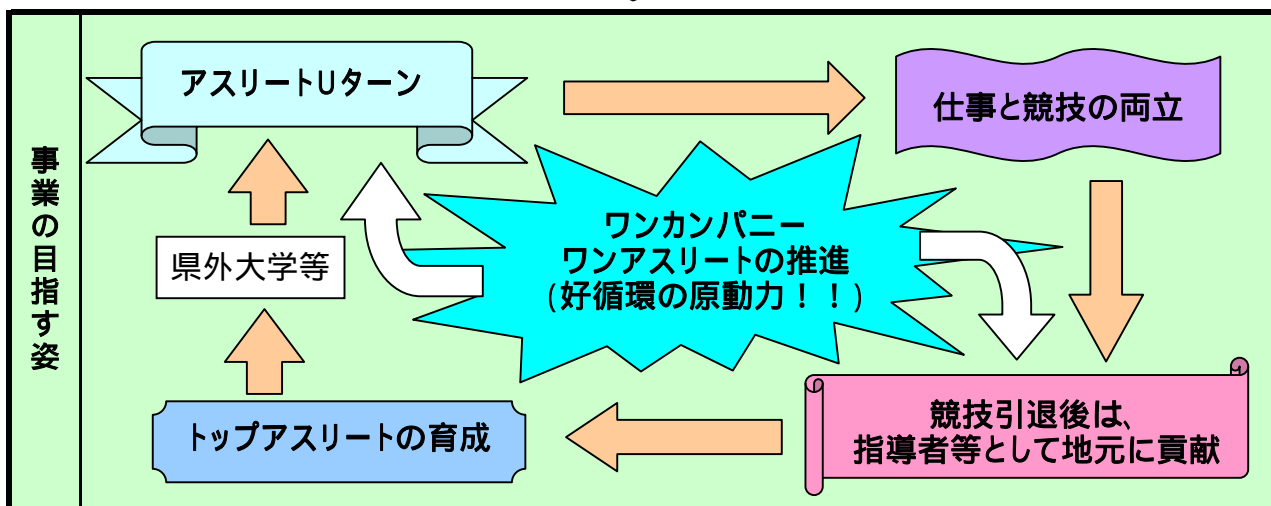 事業の目指す姿
アスリートUターン
仕事と競技の両立
ワンカンパニー
ワンアスリートの推進
(好循環の原動力！！)
県外大学等
競技引退後は、
指導者等として地元に貢献
トップアスリートの育成